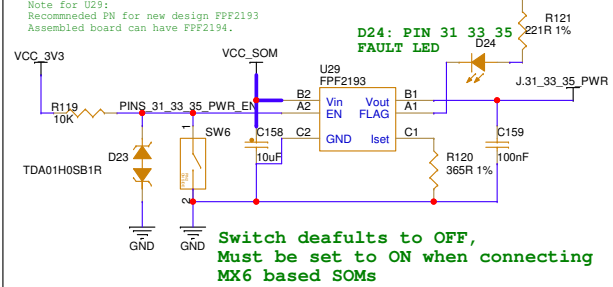 Note for U29:
Recommneded PN for new design FPF2193
Assembled board can have FPF2194.
D24: PIN 31 33 35
FAULT LED
R121
221R 1%
D24
VCC_3V3
VCC_SOM
U29
FPF2193
J.31_33_35_PWR
R119
10K
PINS_31_33_35_PWR_EN
B2
A2
Vin
EN
Vout
FLAG
B1
A1
C2
GND
Iset
C1
D23
TDA01H0SB1R
1
SW6
2
C158
10uF
R120
365R 1%
C159
100nF
GND
GND
Switch deafults to OFF,
Must be set to ON when connecting
MX6 based SOMs